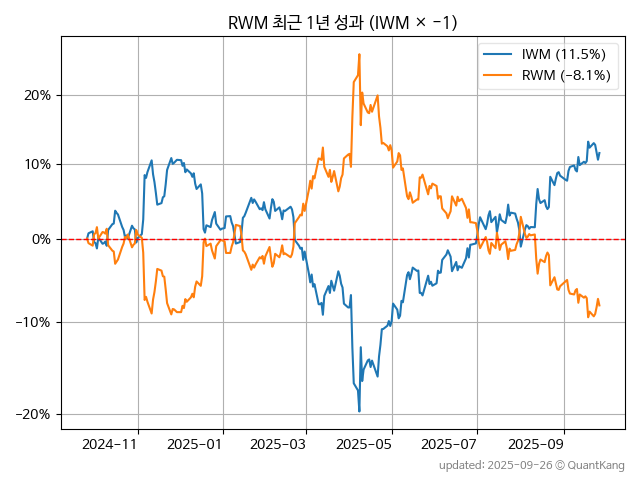 RWM 최근 1년 성과 (IWM × −1)
IWM (11.5%)
RWM (−8.1%)
20%
10%
0%
−10%
−20%
2024-11 2025-01 2025-03 2025-05 2025-07 2025-09
updated: 2025-09-26 © QuantKang